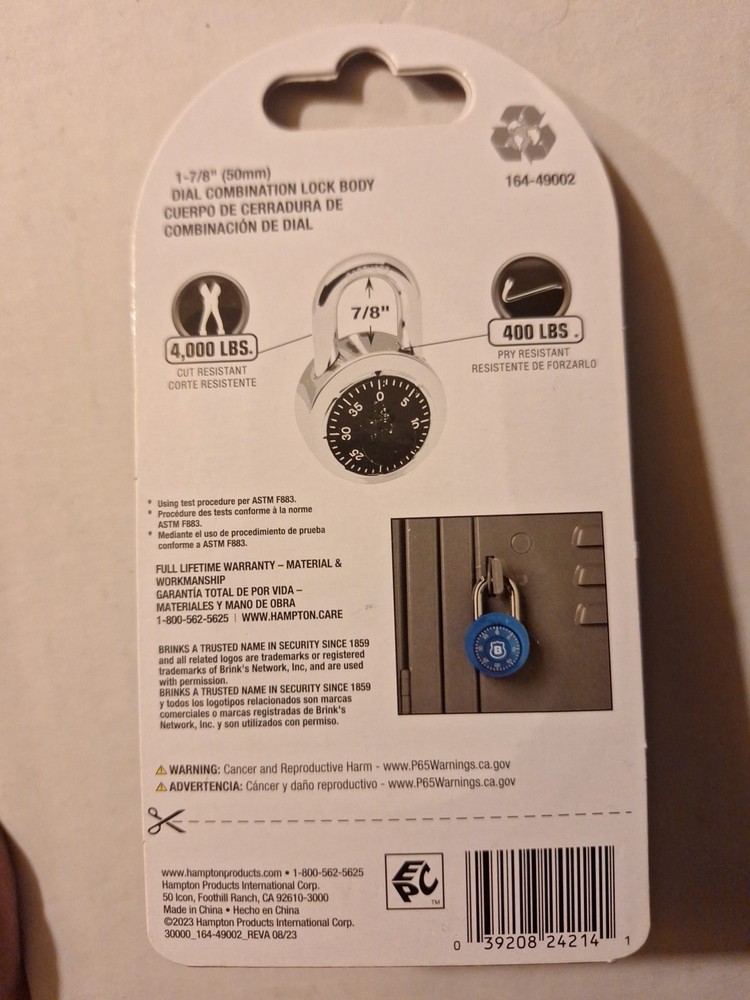 1-7/8" (50mm)
DIAL COMBINATION LOCK BODY
CUERPO DE CERRADURA DE
COMBINACIÓN DE DIAL
164-49002
7/8"
4,000 LBS.
CUT RESISTANT
CORTE RESISTENTE
400 LBS.
PRY RESISTANT
RESISTENTE DE FORZARLO
0
5
10
25
30
35
* Using test procedure per ASTM F883.
* Procédure des tests conforme à la norme
ASTM F883.
* Mediante el uso de procedimiento de prueba
conforme a ASTM F883.
FULL LIFETIME WARRANTY – MATERIAL &
WORKMANSHIP
GARANTÍA TOTAL DE POR VIDA –
MATERIALES Y MANO DE OBRA
1-800-562-5625 | WWW.HAMPTON.CARE
B
BRINKS A TRUSTED NAME IN SECURITY SINCE 1859
and all related logos are trademarks or registered
trademarks of Brink's Network, Inc, and are used
with permission.
BRINKS A TRUSTED NAME IN SECURITY SINCE 1859
y todos los logotipos relacionados son marcas
comerciales o marcas registradas de Brink's
Network, Inc. y son utilizados con permiso.
⚠ WARNING: Cancer and Reproductive Harm - www.P65Warnings.ca.gov
⚠ ADVERTENCIA: Cáncer y daño reproductivo - www.P65Warnings.ca.gov
www.hamptonproducts.com • 1-800-562-5625
Hampton Products International Corp.
50 Icon, Foothill Ranch, CA 92610-3000
Made in China • Hecho en China
©2023 Hampton Products International Corp.
30000_164-49002_REVA 08/23
EPC
TM
0 39208 24214 1